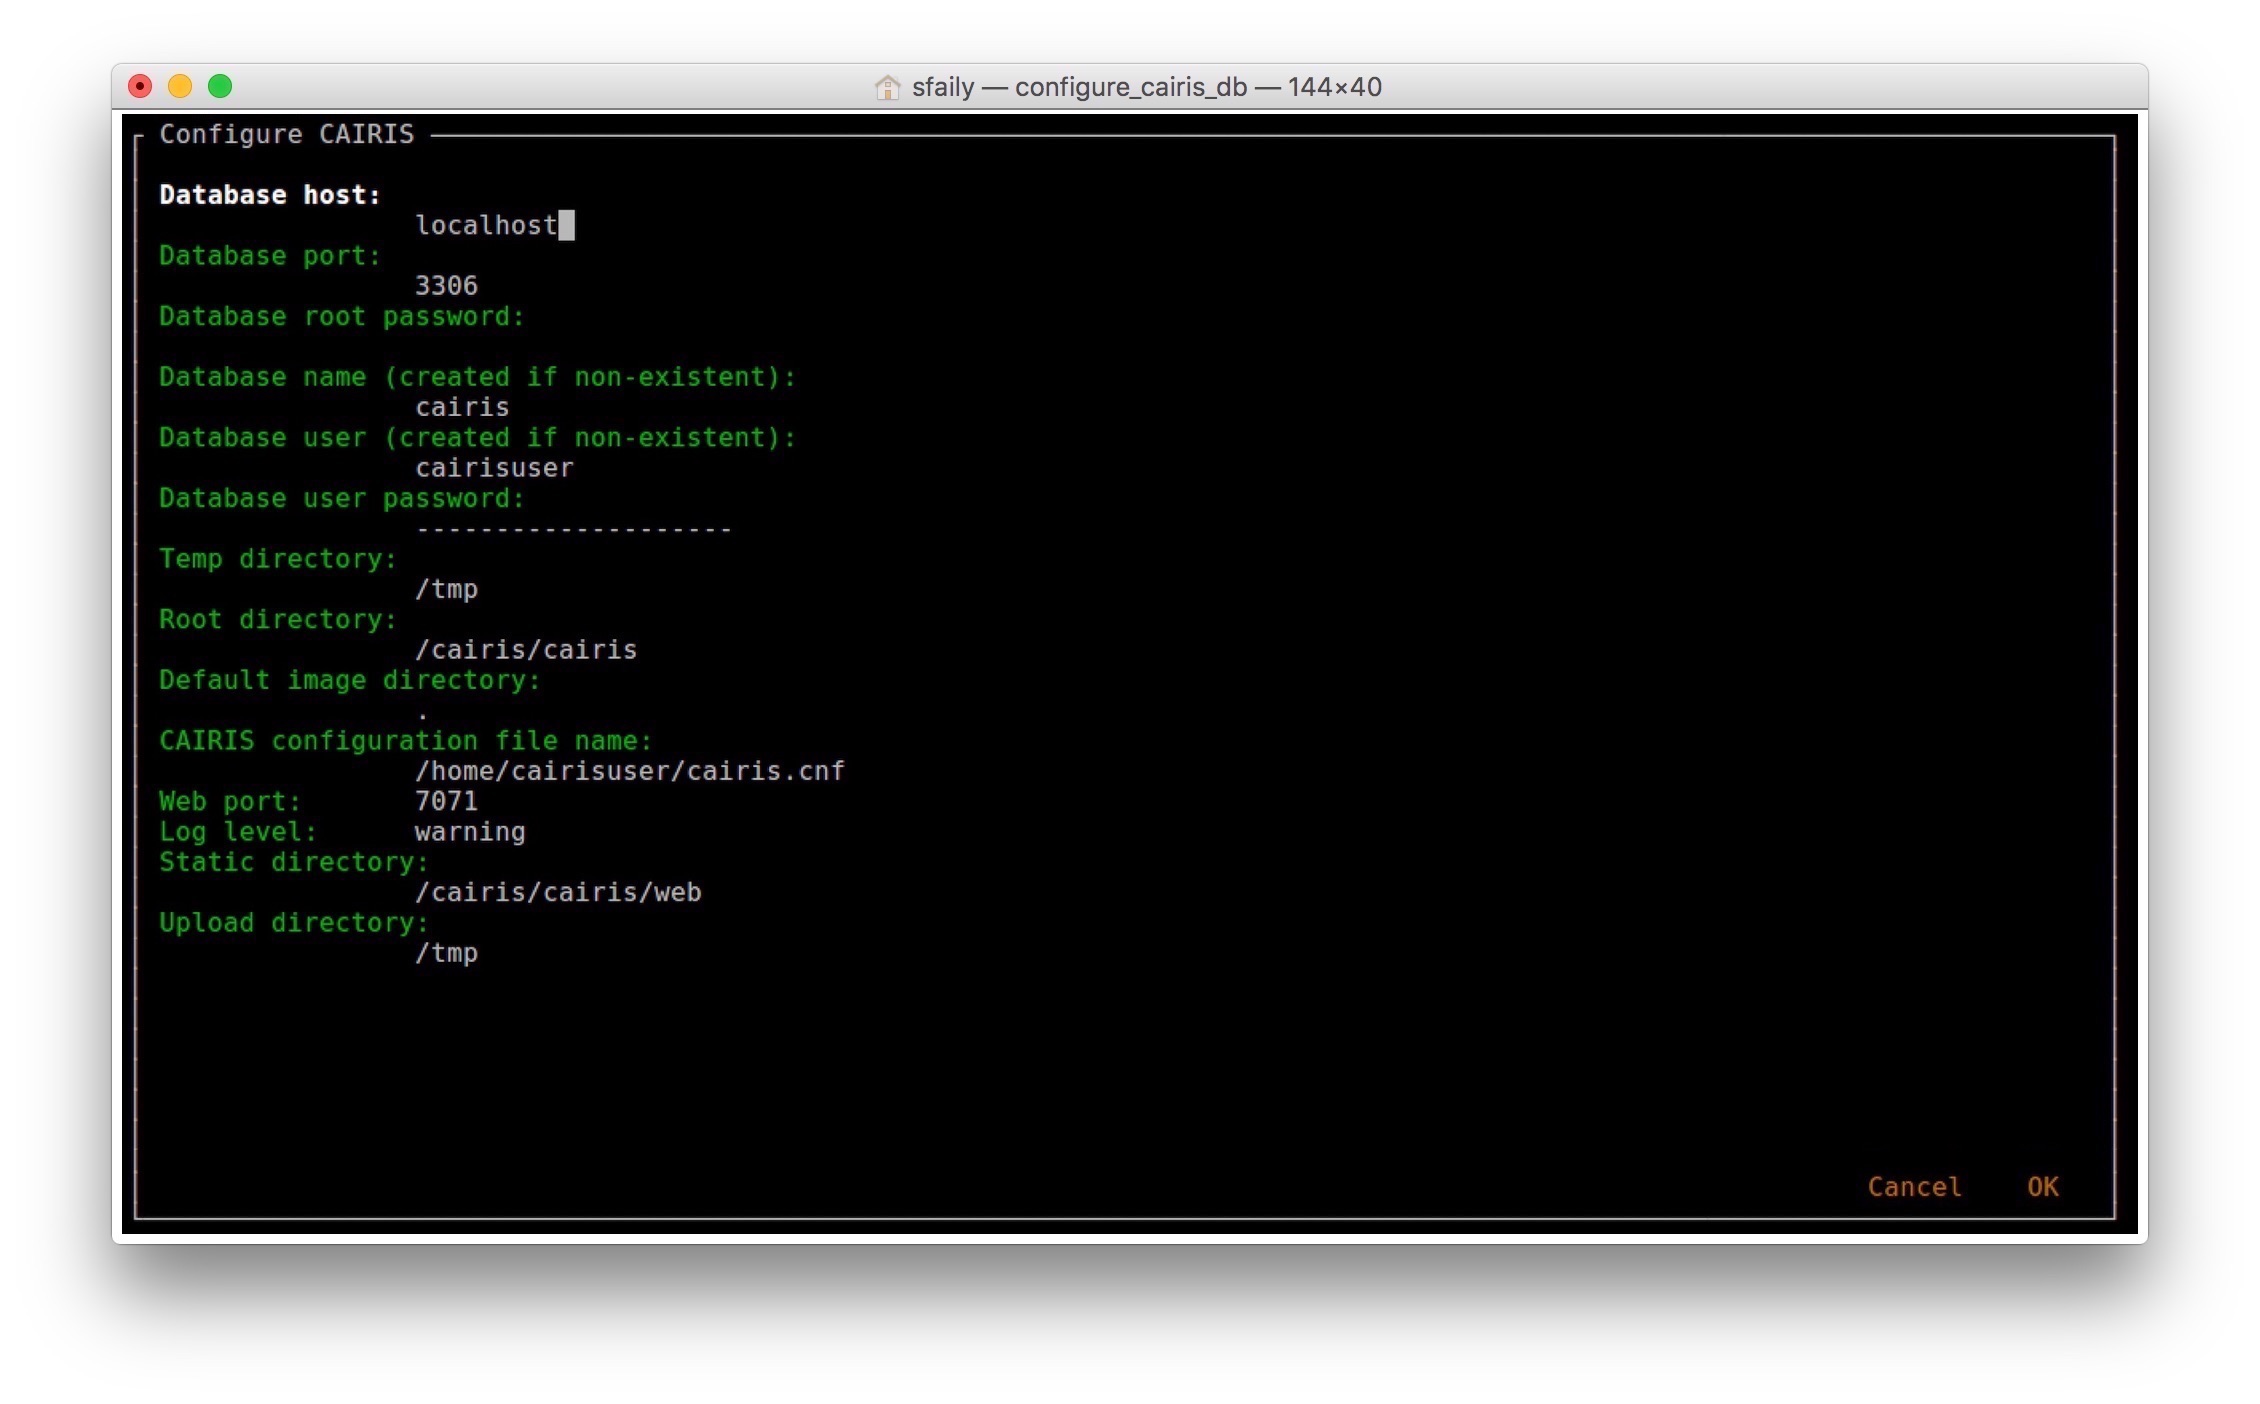 sfaily — configure_cairis_db — 144×40
Configure CAIRIS
Database host:
localhost
Database port:
3306
Database root password:
Database name (created if non-existent):
cairis
Database user (created if non-existent):
cairisuser
Database user password:
--------------------
Temp directory:
/tmp
Root directory:
/cairis/cairis
Default image directory:
.
CAIRIS configuration file name:
/home/cairisuser/cairis.cnf
Web port: 7071
Log level: warning
Static directory:
/cairis/cairis/web
Upload directory:
/tmp
Cancel OK